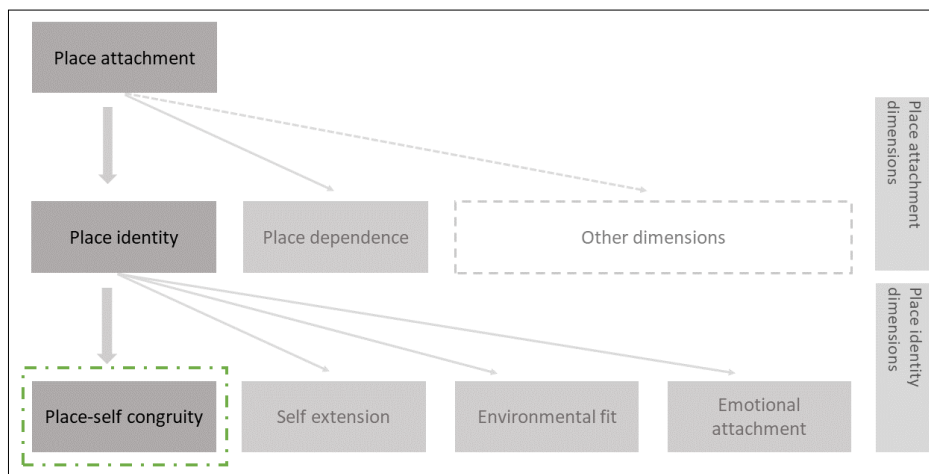 Place attachment
Place attachment
dimensions
Place identity
Place dependence
Other dimensions
Place identity
dimensions
Place-self congruity
Self extension
Environmental fit
Emotional
attachment